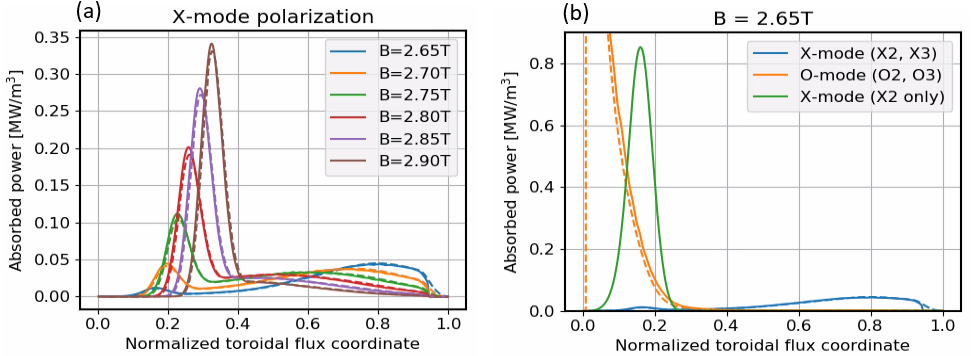 (a)
X-mode polarization
Absorbed power [MW/m³]
0.35
0.30
0.25
0.20
0.15
0.10
0.05
0.00
B=2.65T
B=2.70T
B=2.75T
B=2.80T
B=2.85T
B=2.90T
0.0 0.2 0.4 0.6 0.8 1.0
Normalized toroidal flux coordinate
(b)
B = 2.65T
Absorbed power [MW/m³]
0.8
0.6
0.4
0.2
0.0
X-mode (X2, X3)
O-mode (O2, O3)
X-mode (X2 only)
0.0 0.2 0.4 0.6 0.8 1.0
Normalized toroidal flux coordinate